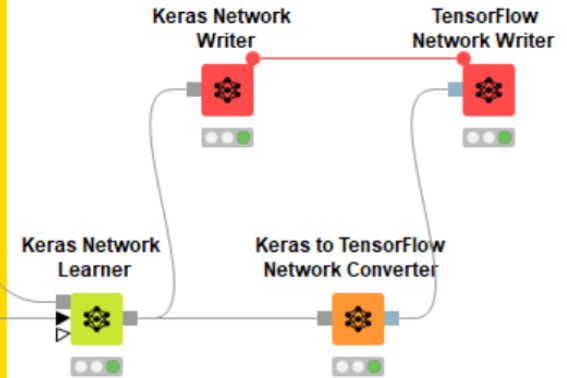 Keras Network
Writer
TensorFlow
Network Writer
Keras Network
Learner
Keras to TensorFlow
Network Converter